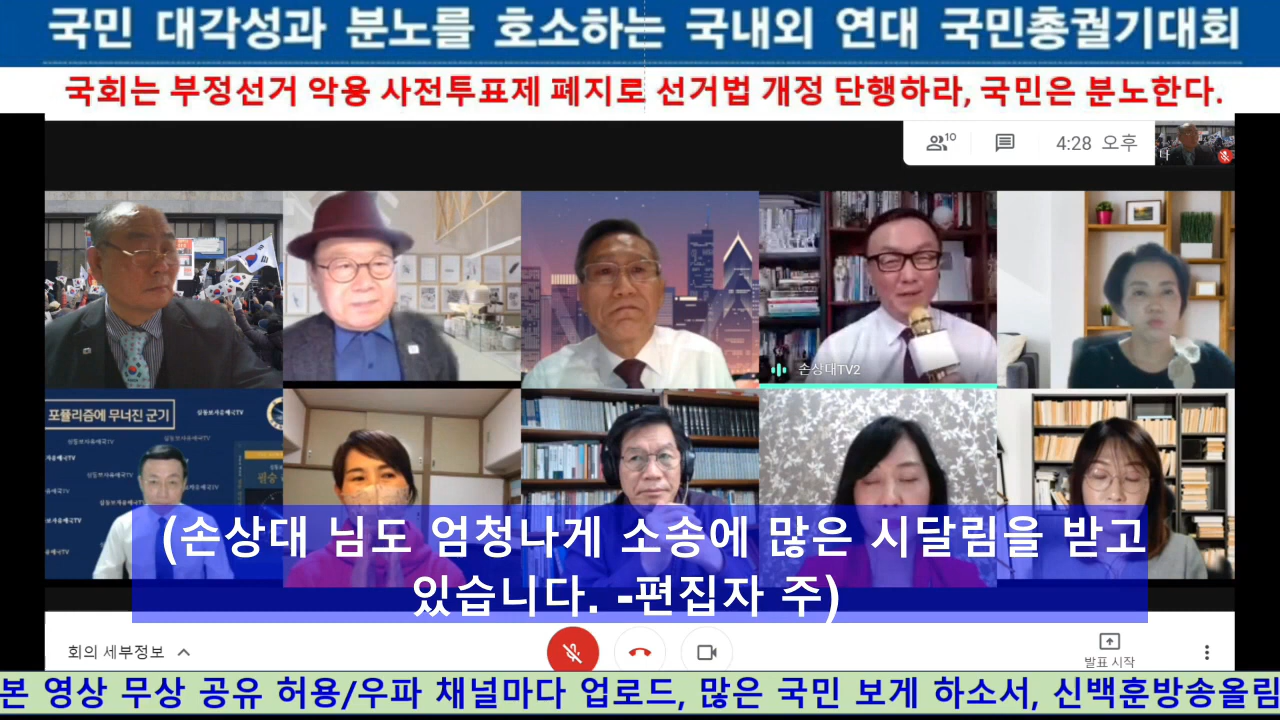 국민 대각성과 분노를 호소하는 국내외 연대 국민총궐기대회
국회는 부정선거 악용 사전투표제 폐지로 선거법 개정 단행하라, 국민은 분노한다.
10
4:28 오후
나
손상대TV2
포퓰리즘에 무너진 군기
(손상대 님도 엄청나게 소송에 많은 시달림을 받고
있습니다. -편집자 주)
회의 세부정보
발표 시작
본 영상 무상 공유 허용/우파 채널마다 업로드, 많은 국민 보게 하소서, 신백훈방송올림